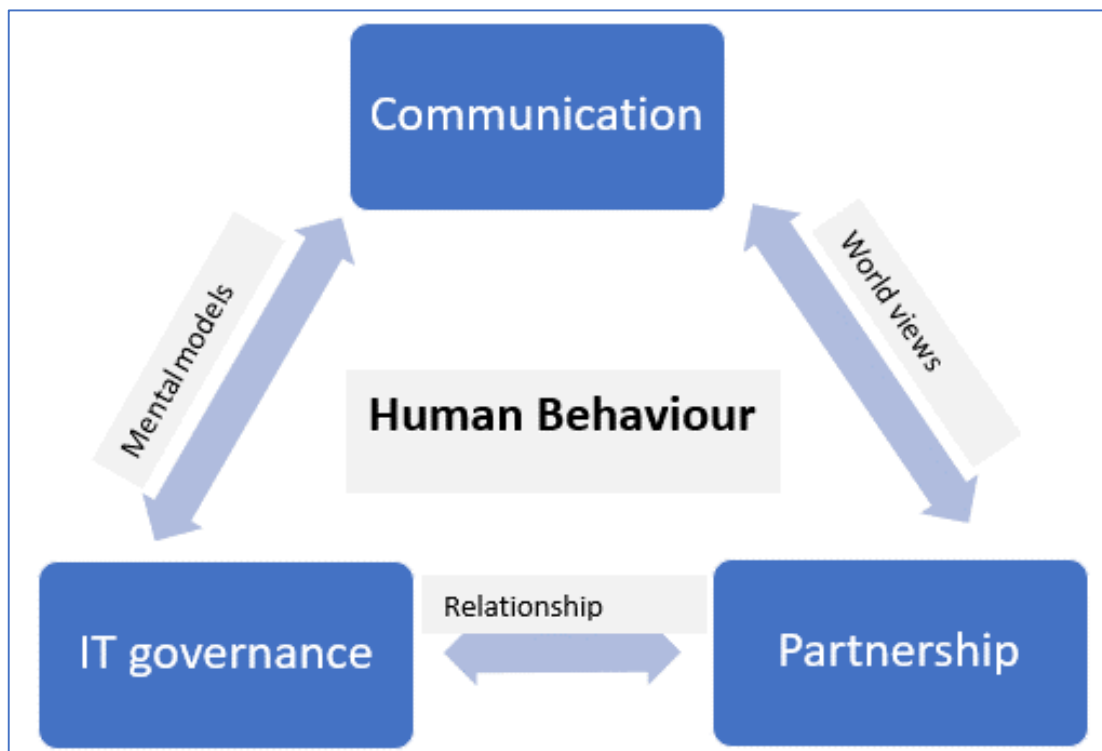 Communication
Mental models
World views
Human Behaviour
Relationship
IT governance
Partnership